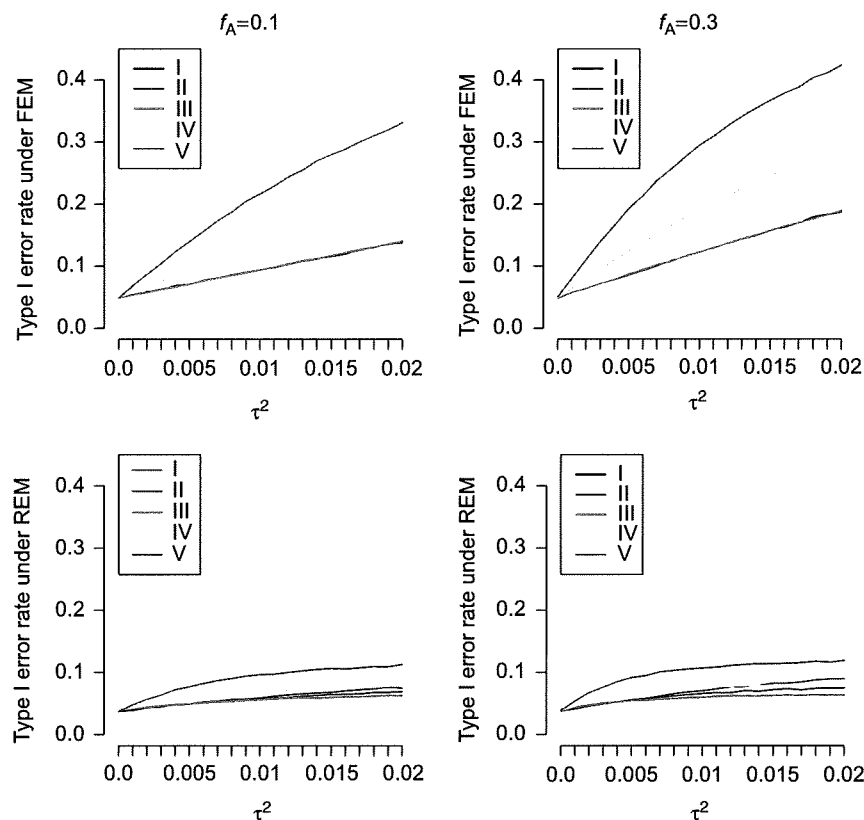 fA=0.1
fA=0.3
Type I error rate under FEM
0.4
0.3
0.2
0.1
0.0
I
II
III
IV
V
0.0 0.005 0.01 0.015 0.02
τ²
Type I error rate under FEM
0.4
0.3
0.2
0.1
0.0
I
II
III
IV
V
0.0 0.005 0.01 0.015 0.02
τ²
Type I error rate under REM
0.4
0.3
0.2
0.1
0.0
I
II
III
IV
V
0.0 0.005 0.01 0.015 0.02
τ²
Type I error rate under REM
0.4
0.3
0.2
0.1
0.0
I
II
III
IV
V
0.0 0.005 0.01 0.015 0.02
τ²